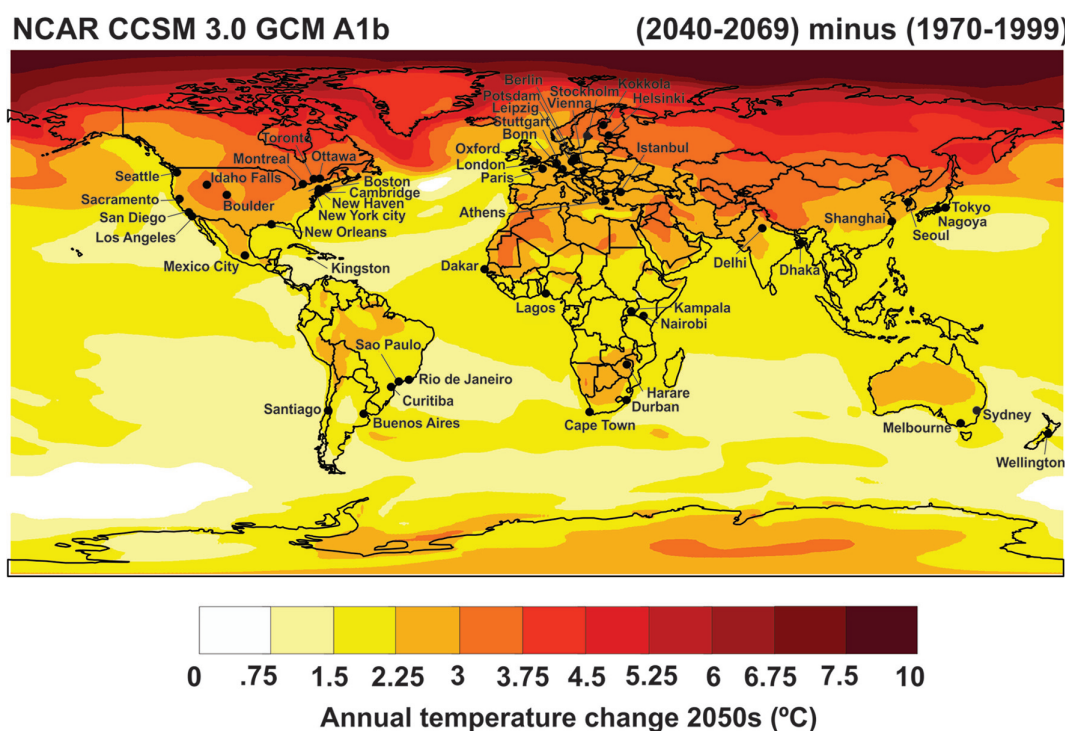 NCAR CCSM 3.0 GCM A1b
(2040-2069) minus (1970-1999)
Berlin
Potsdam
Leipzig
Stuttgart
Bonn
Stockholm
Vienna
Kokkola
Helsinki
Oxford
London
Paris
Istanbul
Athens
Toronto
Montreal
Ottawa
Seattle
Idaho Falls
Boulder
Boston
Cambridge
New Haven
New York city
Sacramento
San Diego
Los Angeles
New Orleans
Mexico City
Kingston
Dakar
Lagos
Kampala
Nairobi
Delhi
Dhaka
Shanghai
Seoul
Tokyo
Nagoya
Sao Paulo
Rio de Janeiro
Curitiba
Santiago
Buenos Aires
Harare
Durban
Cape Town
Melbourne
Sydney
Wellington
0 .75 1.5 2.25 3 3.75 4.5 5.25 6 6.75 7.5 10
Annual temperature change 2050s (ºC)